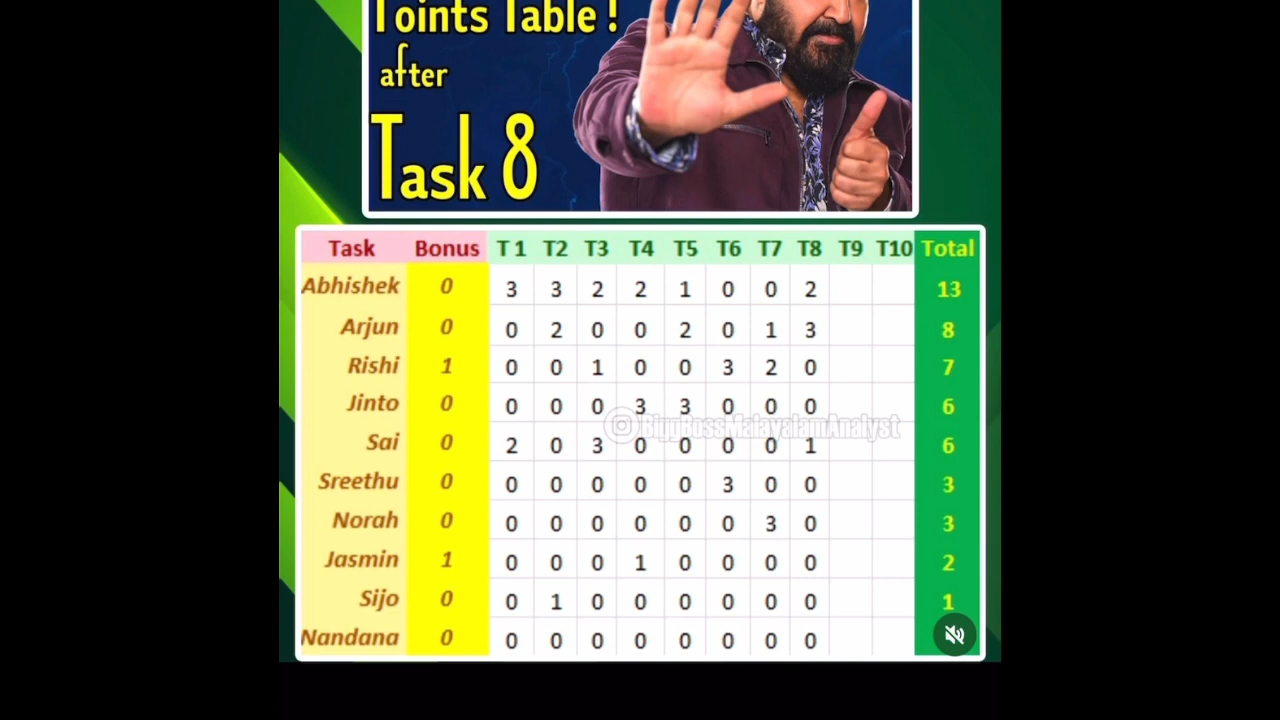 Points Table !
after
Task 8
Task Bonus T 1 T2 T3 T4 T5 T6 T7 T8 T9 T10 Total
Abhishek 0 3 3 2 2 1 0 0 2 13
Arjun 0 0 2 0 0 2 0 1 3 8
Rishi 1 0 0 1 0 0 3 2 0 7
Jinto 0 0 0 0 3 3 0 0 0 6
BiggBossMalayalamAnalyst
Sai 0 2 0 3 0 0 0 0 1 6
Sreethu 0 0 0 0 0 0 3 0 0 3
Norah 0 0 0 0 0 0 0 3 0 3
Jasmin 1 0 0 0 1 0 0 0 0 2
Sijo 0 0 1 0 0 0 0 0 0 1
Nandana 0 0 0 0 0 0 0 0 0